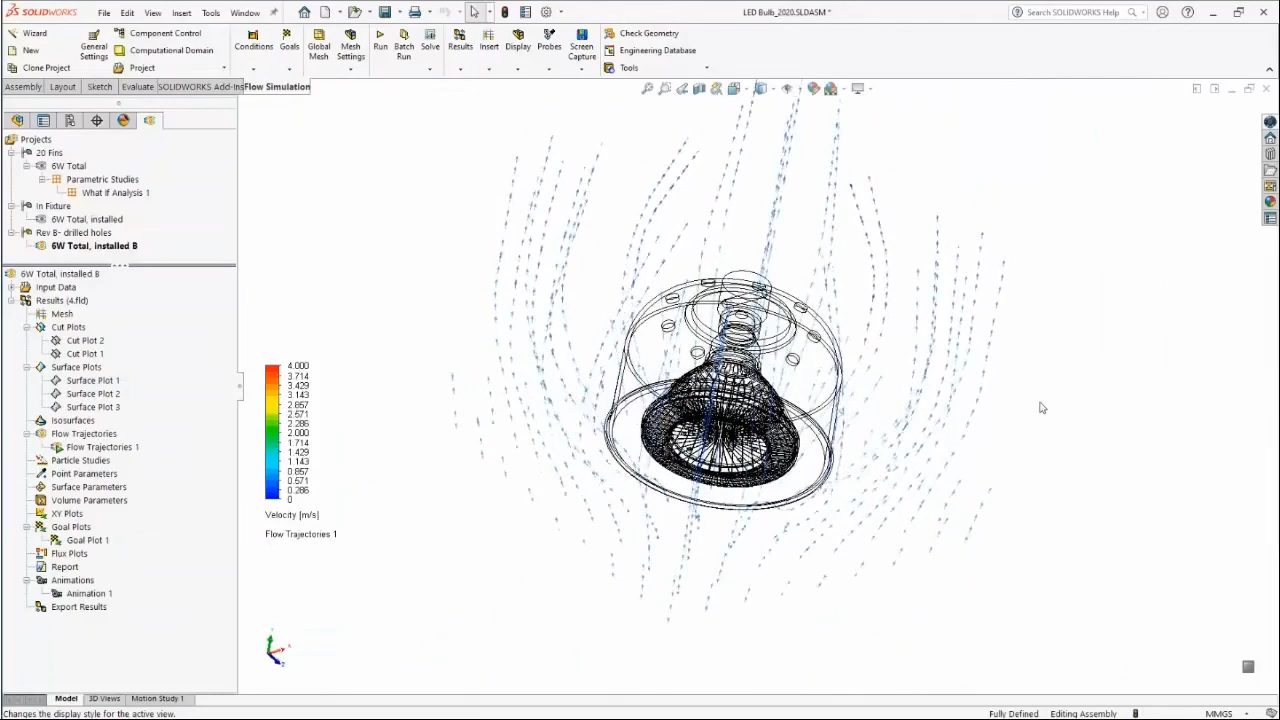 SOLIDWORKS File Edit View Insert Tools Window LED Bulb_2020.SLDASM * Search SOLIDWORKS Help
Wizard
New
Clone Project
General
Settings
Component Control
Computational Domain
Project
Conditions
Goals
Global
Mesh
Mesh
Settings
Run
Batch
Run
Solve
Results
Insert
Display
Probes
Screen
Capture
Check Geometry
Engineering Database
Tools
Assembly Layout Sketch Evaluate SOLIDWORKS Add-Ins Flow Simulation
Projects
20 Fins
6W Total
Parametric Studies
What If Analysis 1
In Fixture
6W Total, installed
Rev B- drilled holes
6W Total, installed B
6W Total, installed B
Input Data
Results (4.fld)
Mesh
Cut Plots
Cut Plot 2
Cut Plot 1
Surface Plots
Surface Plot 1
Surface Plot 2
Surface Plot 3
Isosurfaces
Flow Trajectories
Flow Trajectories 1
Particle Studies
Point Parameters
Surface Parameters
Volume Parameters
XY Plots
Goal Plots
Goal Plot 1
Flux Plots
Report
Animations
Animation 1
Export Results
4.000
3.714
3.429
3.143
2.857
2.571
2.286
2.000
1.714
1.429
1.143
0.857
0.571
0.286
0
Velocity [m/s]
Flow Trajectories 1
Model 3D Views Motion Study 1
Changes the display style for the active view. Fully Defined Editing Assembly MMGS